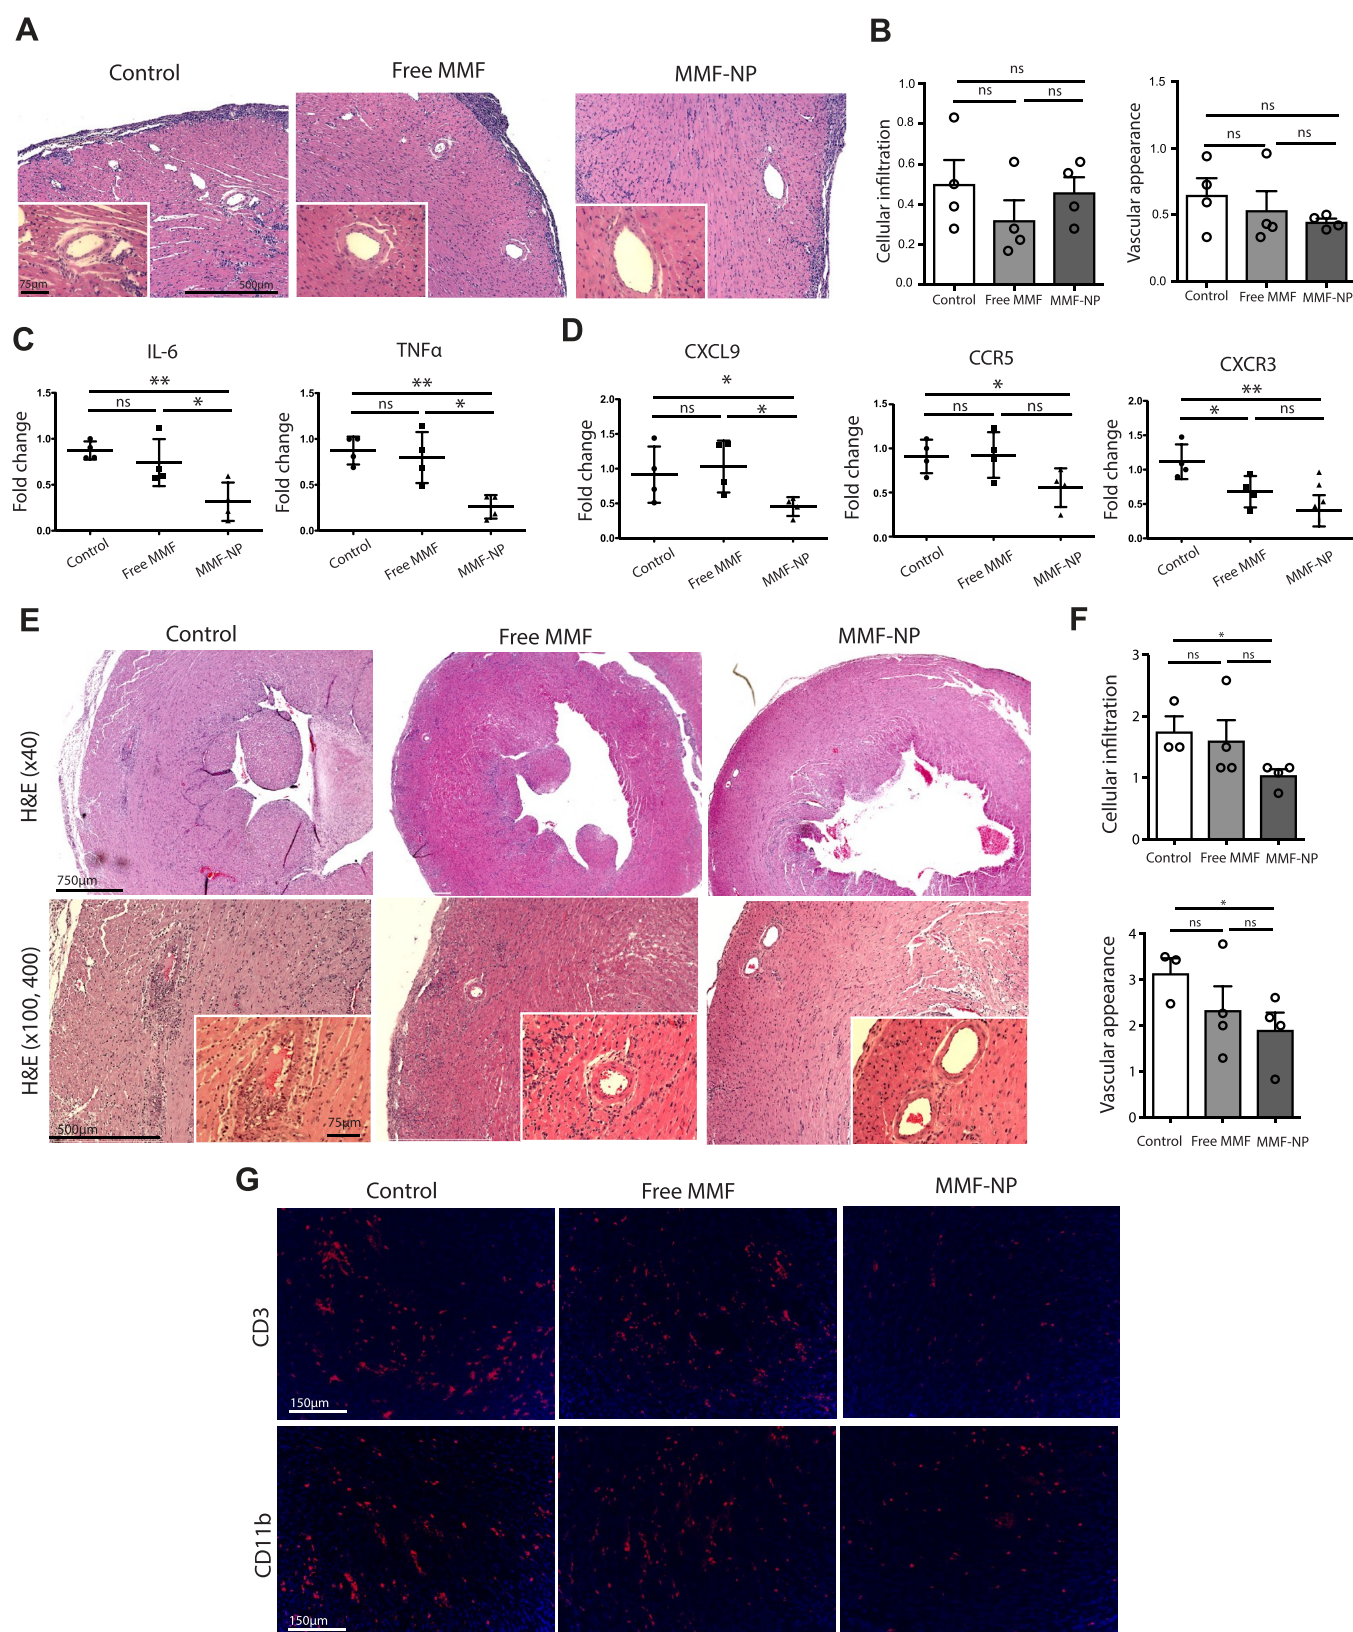 A
Control
Free MMF
MMF-NP
75µm
500µm
B
Cellular infiltration
1.0
0.8
0.6
0.4
0.2
0.0
ns
ns
ns
Control
Free MMF
MMF-NP
Vascular appearance
1.5
1.0
0.5
0.0
ns
ns
ns
Control
Free MMF
MMF-NP
C
IL-6
Fold change
1.5
1.0
0.5
0.0
**
ns
*
Control
Free MMF
MMF-NP
TNFα
Fold change
1.5
1.0
0.5
0.0
**
ns
*
Control
Free MMF
MMF-NP
D
CXCL9
Fold change
2.0
1.5
1.0
0.5
0.0
*
ns
*
Control
Free MMF
MMF-NP
CCR5
Fold change
1.5
1.0
0.5
0.0
*
ns
ns
Control
Free MMF
MMF-NP
CXCR3
Fold change
2.0
1.5
1.0
0.5
0.0
**
*
ns
Control
Free MMF
MMF-NP
E
Control
Free MMF
MMF-NP
H&E (x40)
750µm
H&E (x100, 400)
500µm
75µm
F
Cellular infiltration
3
2
1
0
*
ns
ns
Control
Free MMF
MMF-NP
Vascular appearance
4
3
2
1
0
*
ns
ns
Control
Free MMF
MMF-NP
G
Control
Free MMF
MMF-NP
CD3
150µm
CD11b
150µm